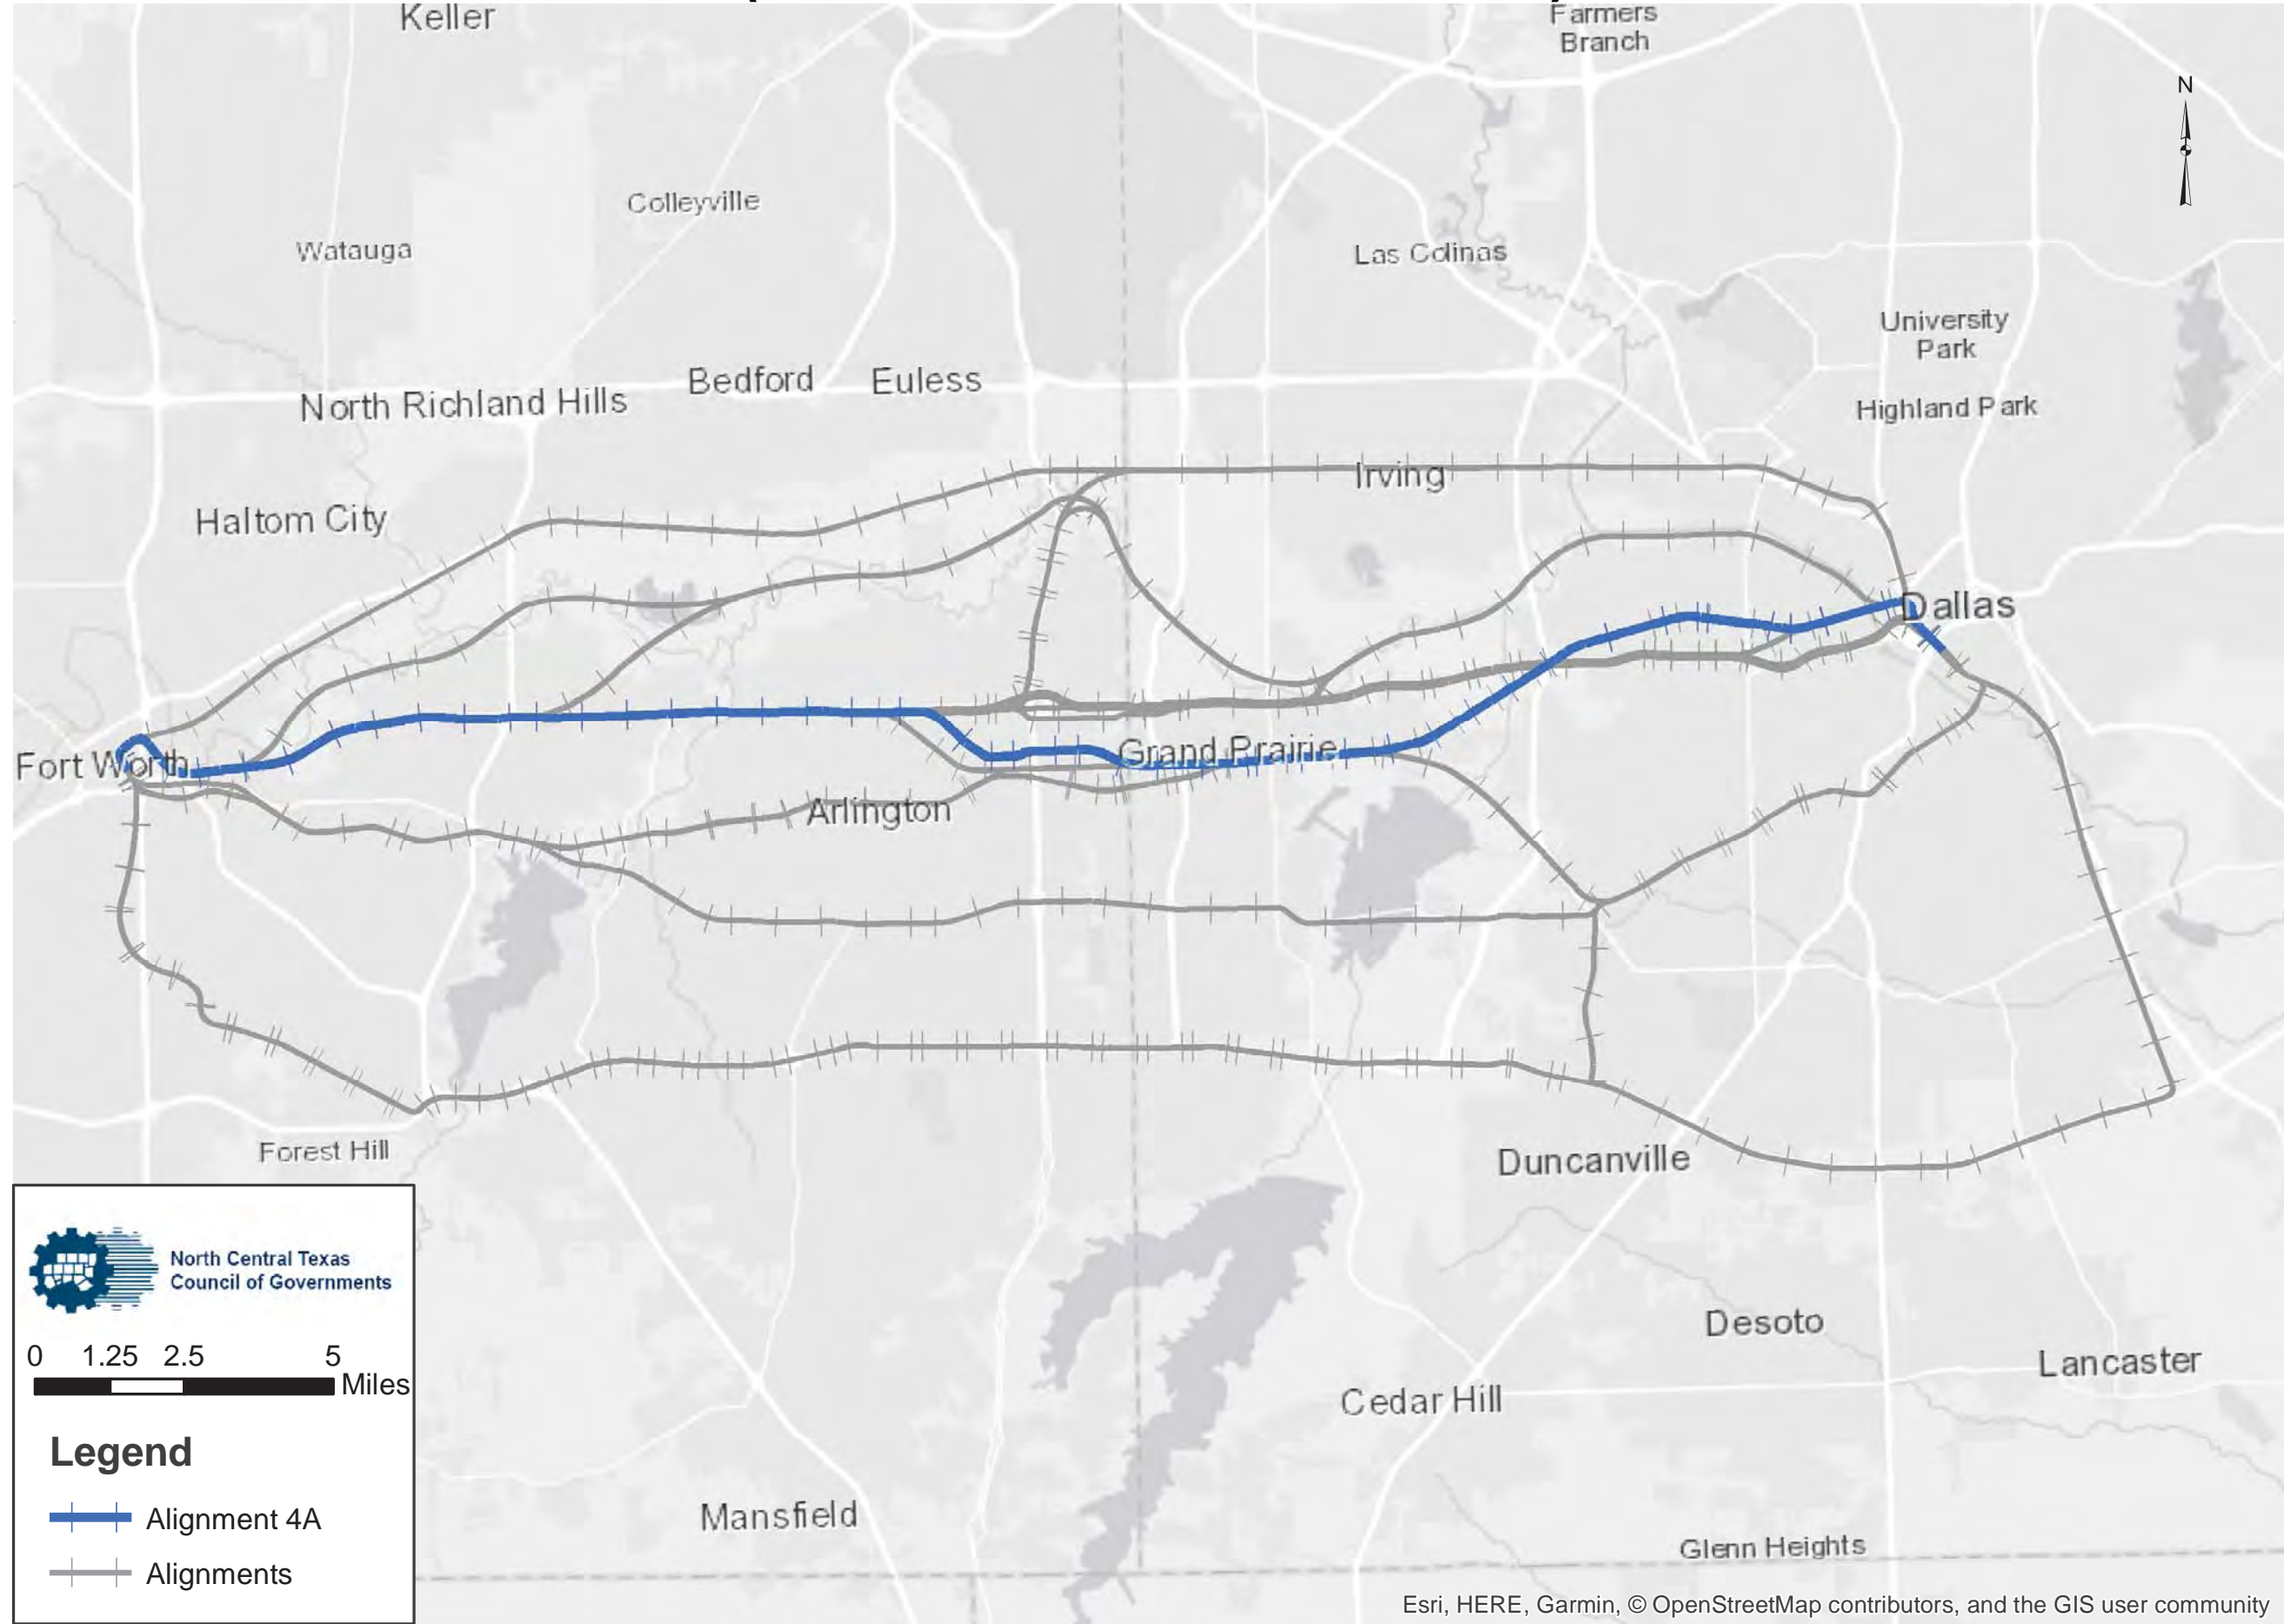 Keller
Farmers
Branch
N
Colleyville
Watauga
Las Colinas
University
Park
Bedford
Euless
North Richland Hills
Highland Park
Irving
Haltom City
Dallas
Grand Prairie
Fort Worth
Arlington
Forest Hill
Duncanville
North Central Texas
Council of Governments
Desoto
0 1.25 2.5 5
Miles
Lancaster
Cedar Hill
Legend
Mansfield
Alignment 4A
Glenn Heights
Alignments
Esri, HERE, Garmin, © OpenStreetMap contributors, and the GIS user community